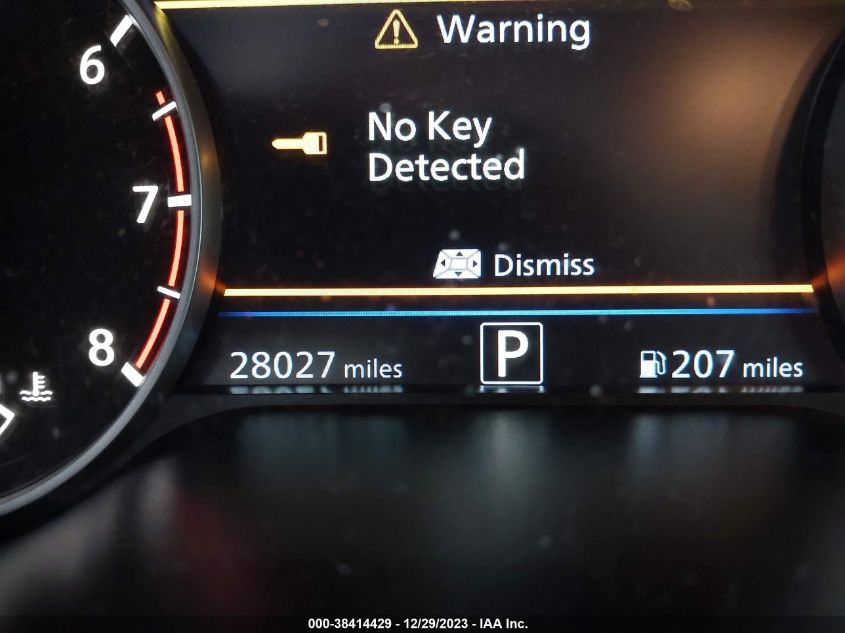 Warning
6
No Key
Detected
7
Dismiss
8
28027 miles
P
207 miles
000-38414429 - 12/29/2023 - IAA Inc.